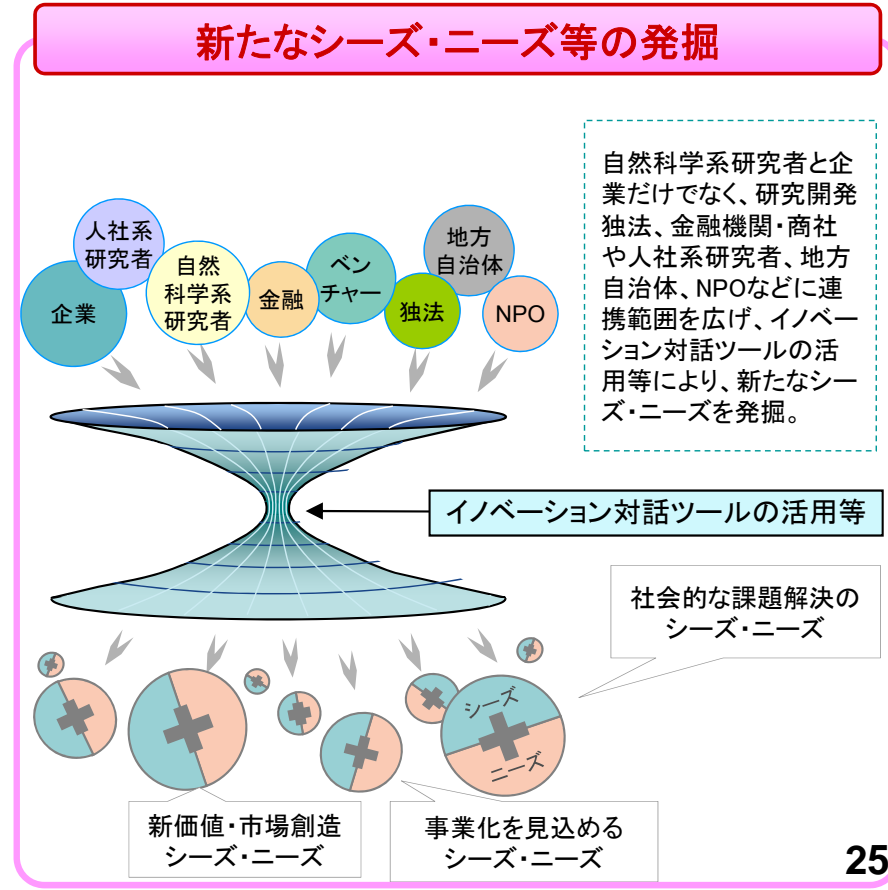 新たなシーズ・ニーズ等の発掘
自然科学系研究者と企
業だけでなく、研究開発
独法、金融機関・商社
や人社系研究者、地方
自治体、NPOなどに連
携範囲を広げ、イノベー
ション対話ツールの活
用等により、新たなシー
ズ・ニーズを発掘。
人社系
研究者
企業
自然
科学系
研究者
金融
ベン
チャー
独法
地方
自治体
NPO
イノベーション対話ツールの活用等
社会的な課題解決の
シーズ・ニーズ
シーズ
ニーズ
新価値・市場創造
シーズ・ニーズ
事業化を見込める
シーズ・ニーズ
25